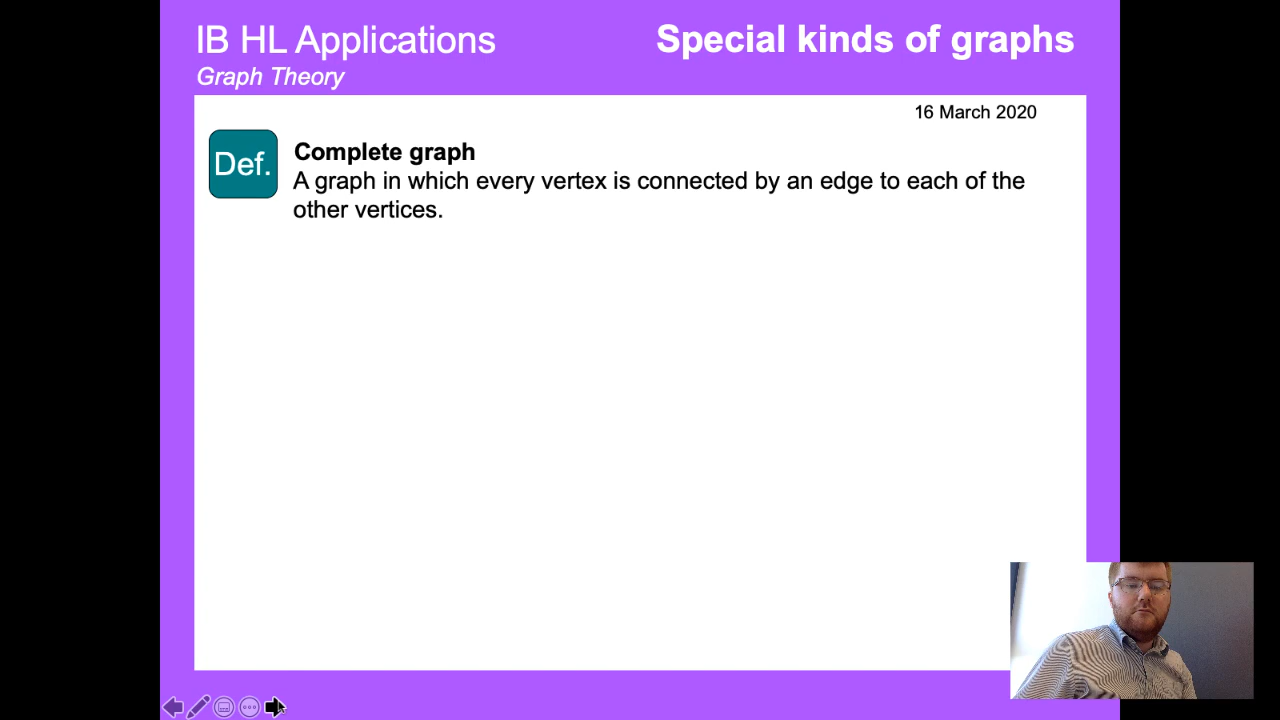 IB HL Applications
Special kinds of graphs
Graph Theory
16 March 2020
Def.
Complete graph
A graph in which every vertex is connected by an edge to each of the
other vertices.